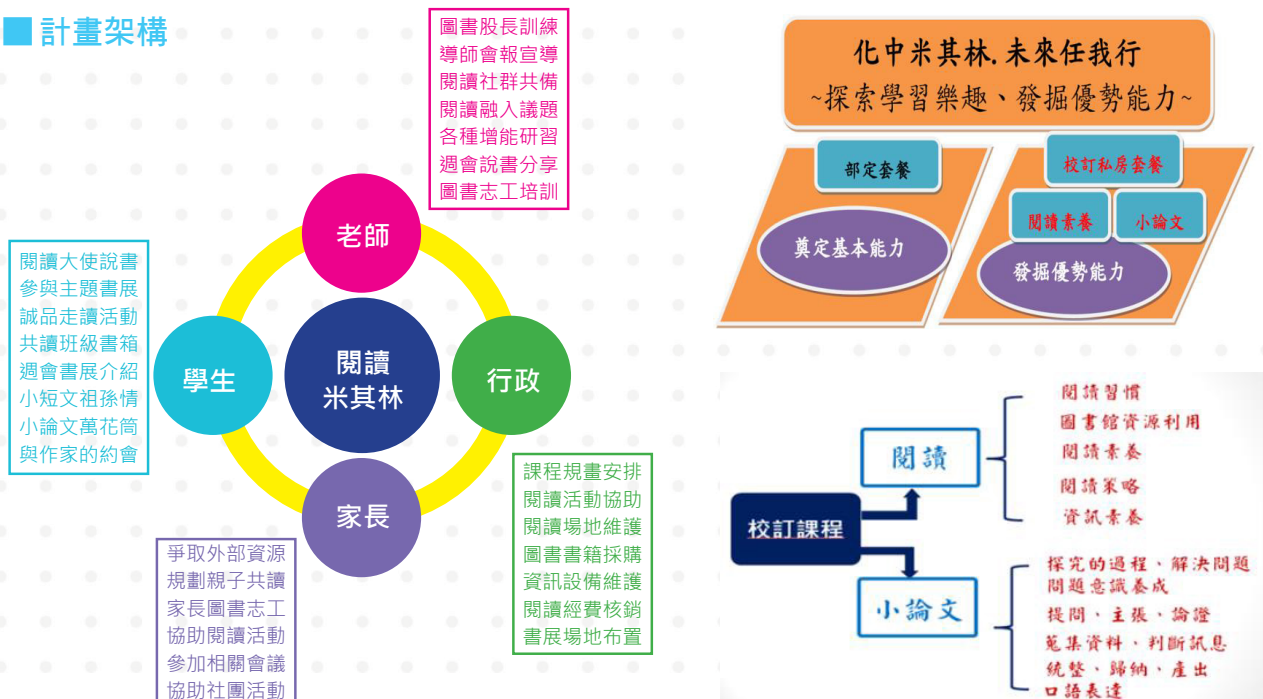 計畫架構
圖書股長訓練
導師會報宣導
閱讀社群共備
閱讀融入議題
各種增能研習
週會說書分享
圖書志工培訓
老師
閱讀大使說書
參與主題書展
誠品走讀活動
共讀班級書箱
週會書展介紹
小短文祖孫情
小論文萬花筒
與作家的約會
學生
閱讀
米其林
行政
課程規畫安排
閱讀活動協助
閱讀場地維護
圖書書籍採購
資訊設備維護
閱讀經費核銷
書展場地布置
家長
爭取外部資源
規劃親子共讀
家長圖書志工
協助閱讀活動
參加相關會議
協助社團活動
化中米其林.未來任我行
~探索學習樂趣、發掘優勢能力~
部定套餐
奠定基本能力
校訂私房套餐
閱讀素養
小論文
發掘優勢能力
校訂課程
閱讀
閱讀習慣
圖書館資源利用
閱讀素養
閱讀策略
資訊素養
小論文
探究的過程、解決問題
問題意識養成
提問、主張、論證
蒐集資料、判斷訊息
統整、歸納、產出
口語表達